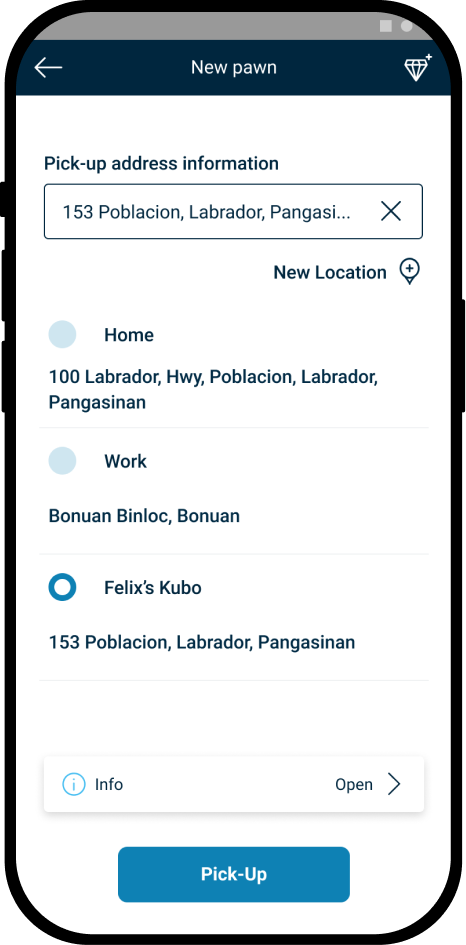 New pawn
Pick-up address information
153 Poblacion, Labrador, Pangasi...
New Location
Home
100 Labrador, Hwy, Poblacion, Labrador,
Pangasinan
Work
Bonuan Binloc, Bonuan
Felix’s Kubo
153 Poblacion, Labrador, Pangasinan
Info Open
Pick-Up